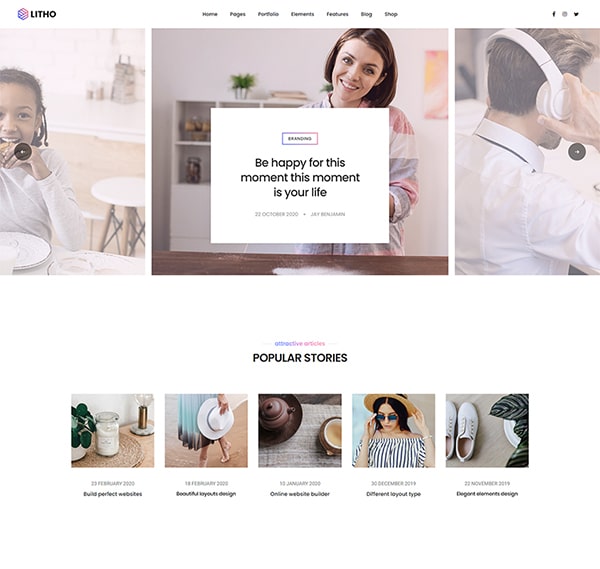 LITHO
Home Pages Portfolio Elements Features Blog Shop
BRANDING
Be happy for this
moment this moment
is your life
22 OCTOBER 2020 • JAY BENJAMIN
attractive articles
POPULAR STORIES
23 FEBRUARY 2020
Build perfect websites
18 FEBRUARY 2020
Beautiful layouts design
10 JANUARY 2020
Online website builder
30 DECEMBER 2019
Different layout type
22 NOVEMBER 2019
Elegant elements design